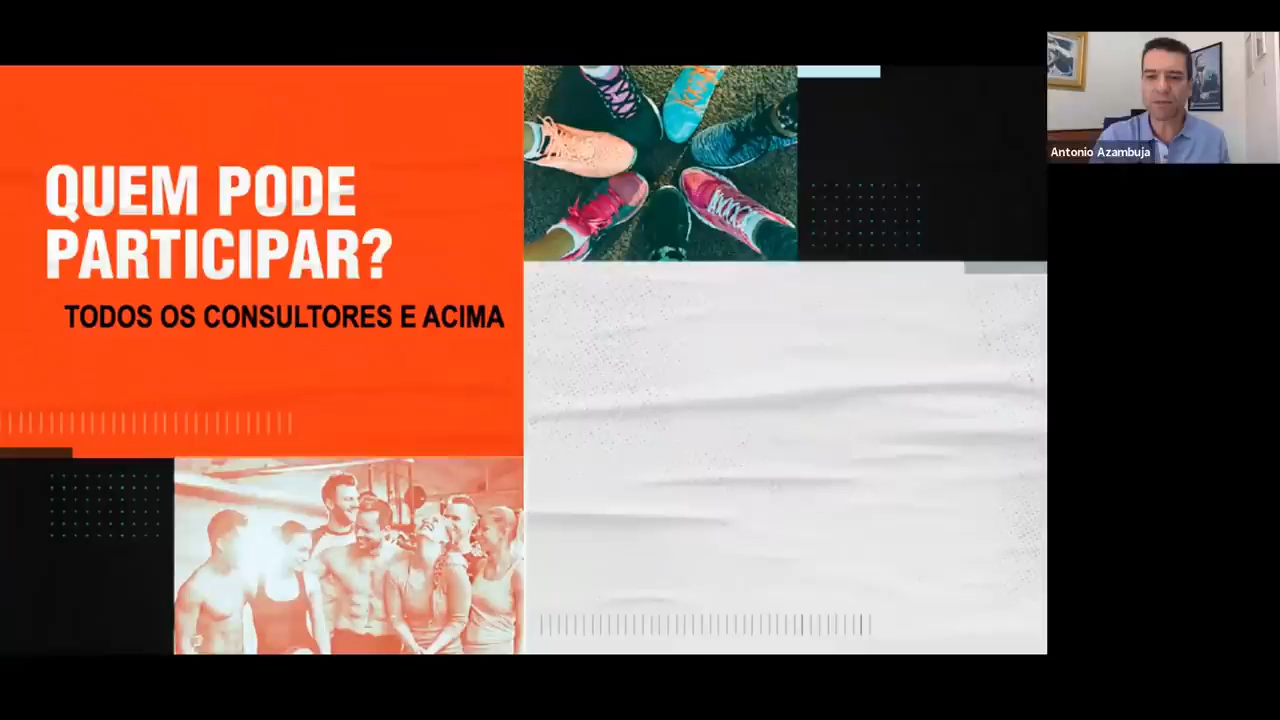 QUEM PODE
PARTICIPAR?
TODOS OS CONSULTORES E ACIMA
Antonio Azambuja